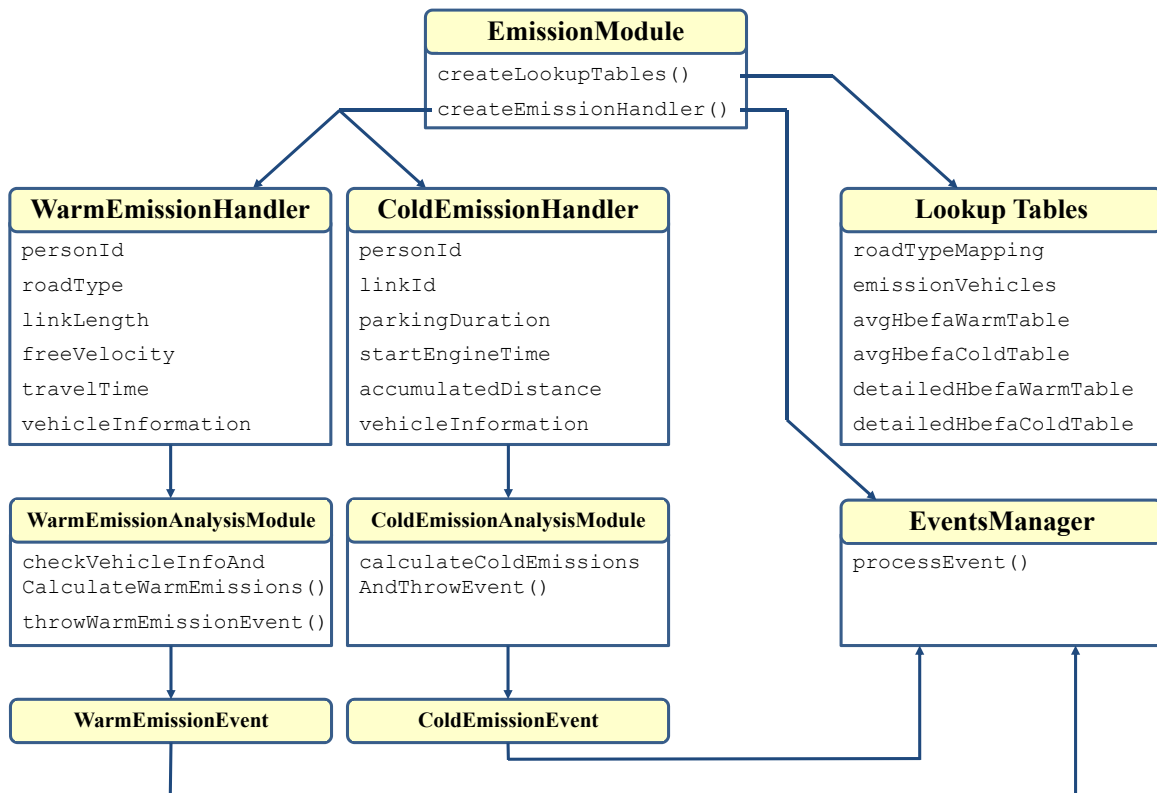 EmissionModule
createLookupTables()
createEmissionHandler()
WarmEmissionHandler
personId
roadType
linkLength
freeVelocity
travelTime
vehicleInformation
ColdEmissionHandler
personId
linkId
parkingDuration
startEngineTime
accumulatedDistance
vehicleInformation
Lookup Tables
roadTypeMapping
emissionVehicles
avgHbefaWarmTable
avgHbefaColdTable
detailedHbefaWarmTable
detailedHbefaColdTable
WarmEmissionAnalysisModule
checkVehicleInfoAnd
CalculateWarmEmissions()
throwWarmEmissionEvent()
ColdEmissionAnalysisModule
calculateColdEmissions
AndThrowEvent()
EventsManager
processEvent()
WarmEmissionEvent
ColdEmissionEvent